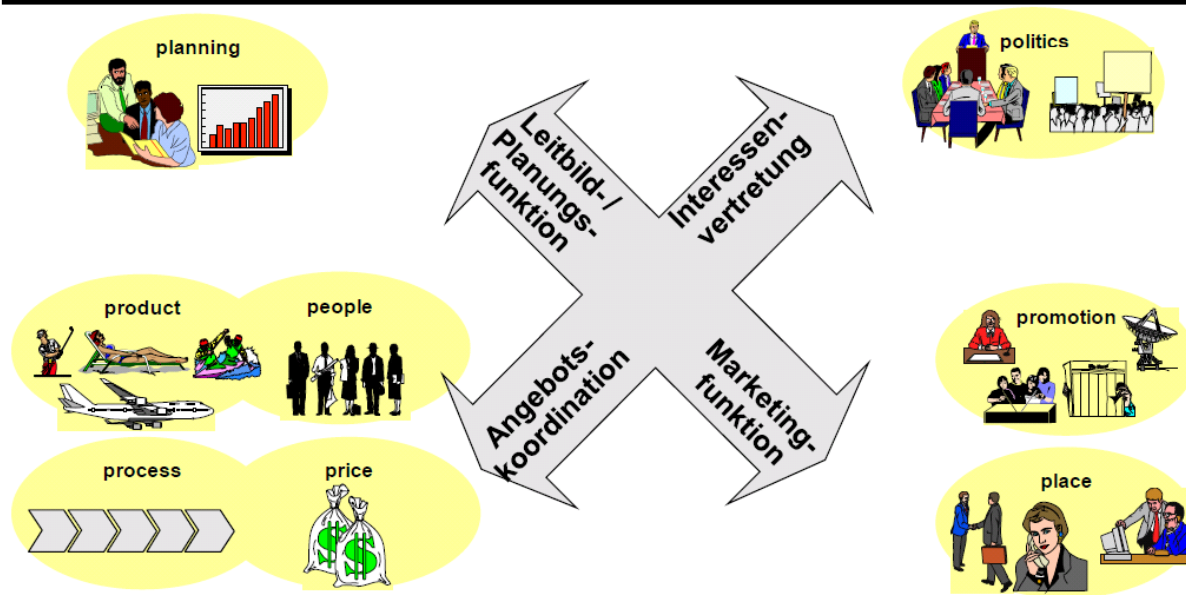 planning
politics
Leitbild-/
Planungs-
funktion
Interessen-
vertretung
product
people
promotion
Angebots-
koordination
Marketing-
funktion
process
price
place
$
$